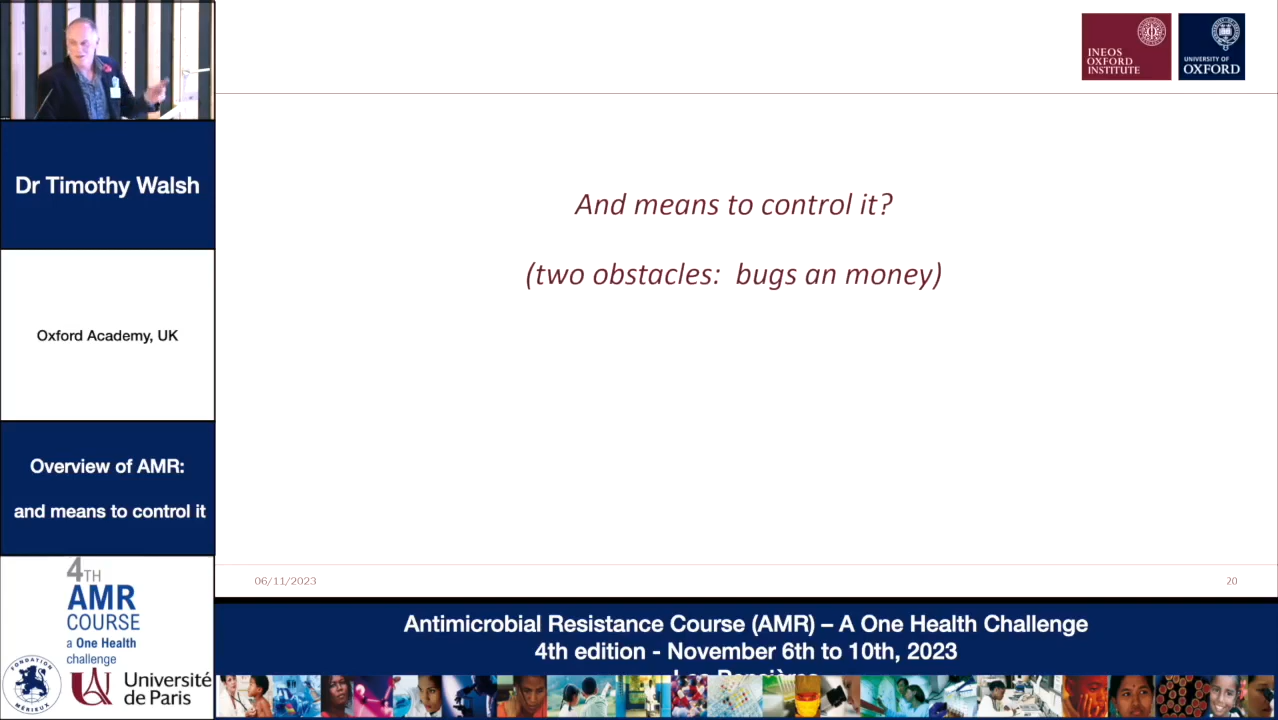 INEOS
OXFORD
INSTITUTE
UNIVERSITY OF
OXFORD
Dr Timothy Walsh
Oxford Academy, UK
Overview of AMR:
and means to control it
4TH
AMR
COURSE
a One Health
challenge
FONDATION
MÉRIEUX
Université
de Paris
And means to control it?
(two obstacles:  bugs an money)
06/11/2023
20
Antimicrobial Resistance Course (AMR) – A One Health Challenge
4th edition - November 6th to 10th, 2023